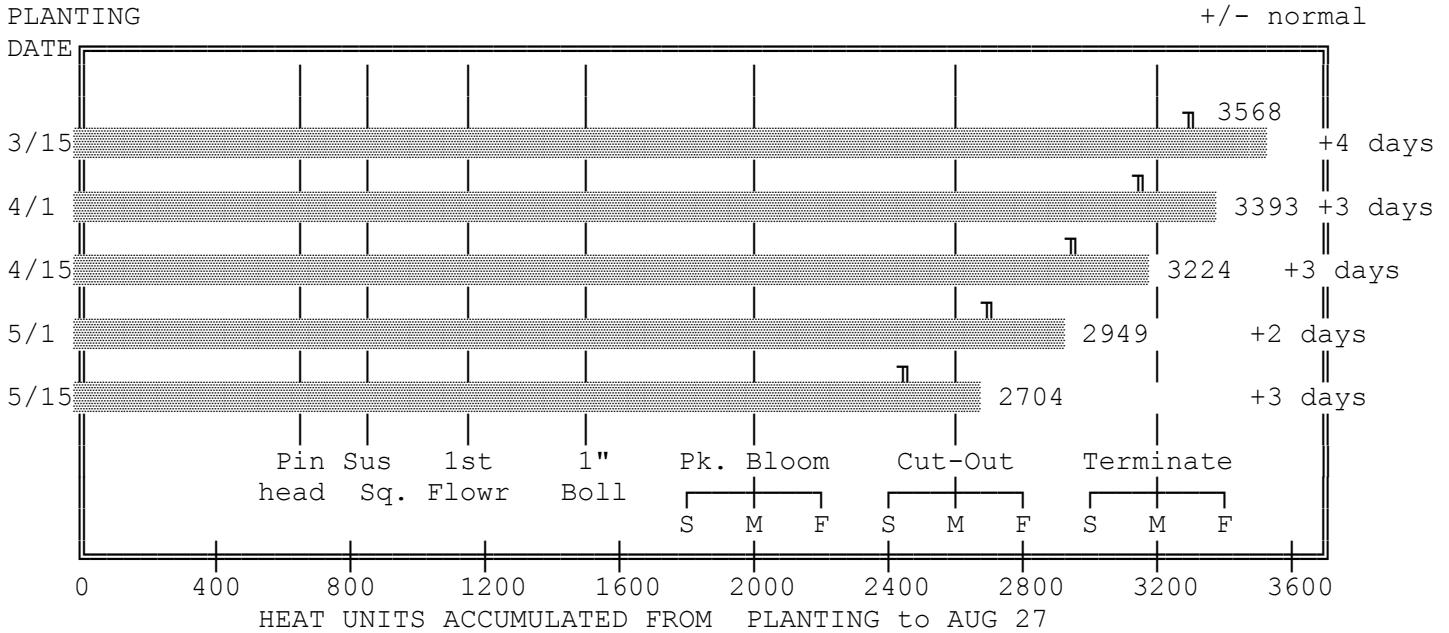 PLANTING +/- normal
DATE
3568
3/15 +4 days
4/1 3393 +3 days
4/15 3224 +3 days
5/1 2949 +2 days
5/15 2704 +3 days
Pin Sus 1st 1" Pk. Bloom Cut-Out Terminate
head Sq. Flowr Boll
S M F S M F S M F
0 400 800 1200 1600 2000 2400 2800 3200 3600
HEAT UNITS ACCUMULATED FROM PLANTING to AUG 27